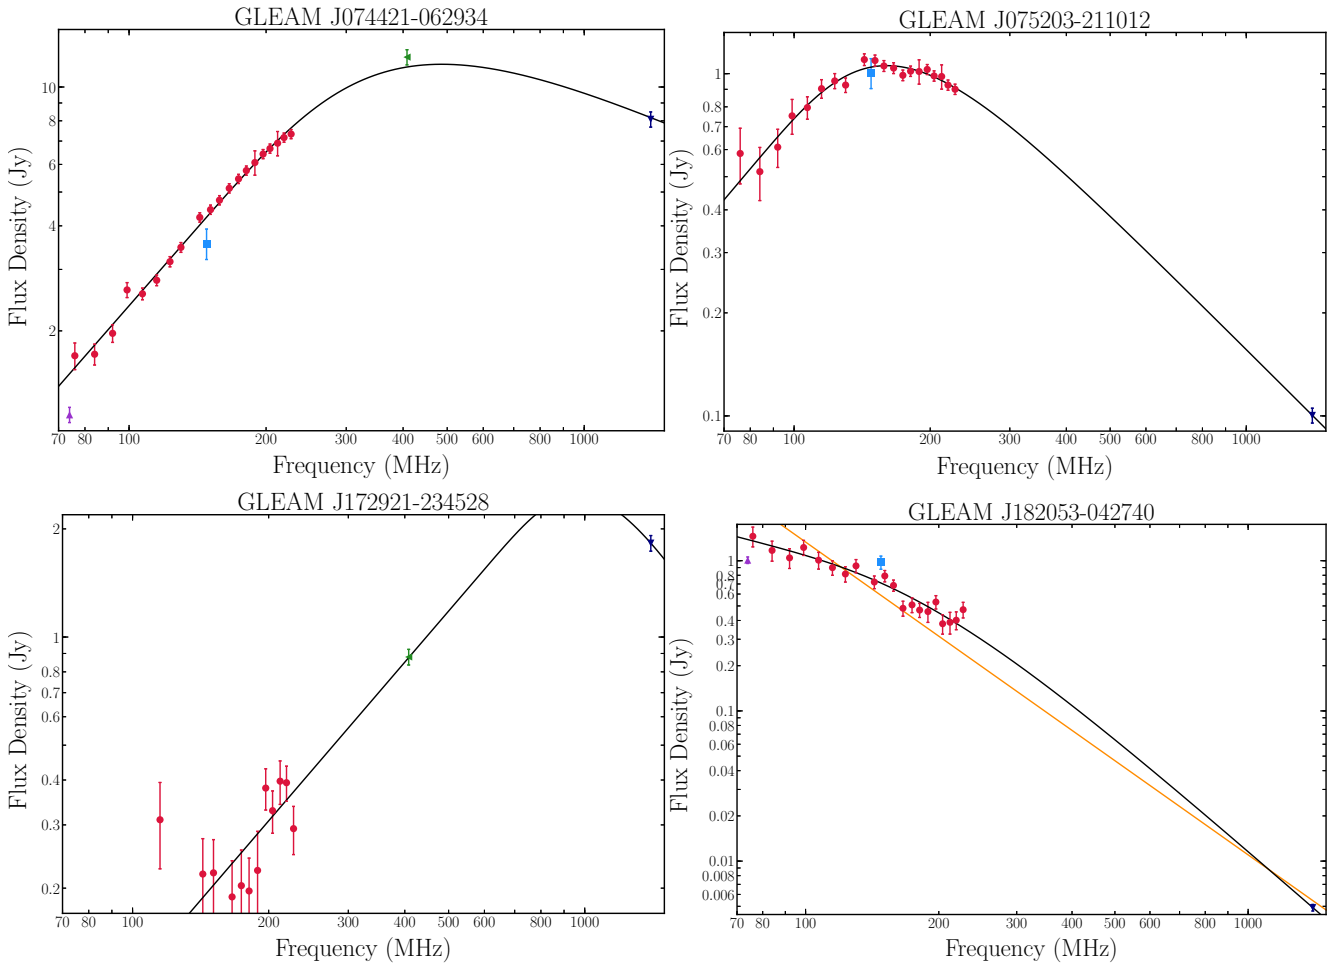 GLEAM J074421-062934
10
8
6
4
2
Flux Density (Jy)
70 80 100 200 300 400 500 600 800 1000
Frequency (MHz)
GLEAM J075203-211012
1
0.8
0.7
0.6
0.4
0.3
0.2
0.1
Flux Density (Jy)
70 80 100 200 300 400 500 600 800 1000
Frequency (MHz)
GLEAM J172921-234528
2
1
0.8
0.7
0.6
0.4
0.3
0.2
Flux Density (Jy)
70 80 100 200 300 400 500 600 800 1000
Frequency (MHz)
GLEAM J182053-042740
1
0.8
0.7
0.6
0.4
0.3
0.2
0.1
0.08
0.06
0.04
0.02
0.01
0.008
0.006
Flux Density (Jy)
70 80 100 200 300 400 500 600 800 1000
Frequency (MHz)